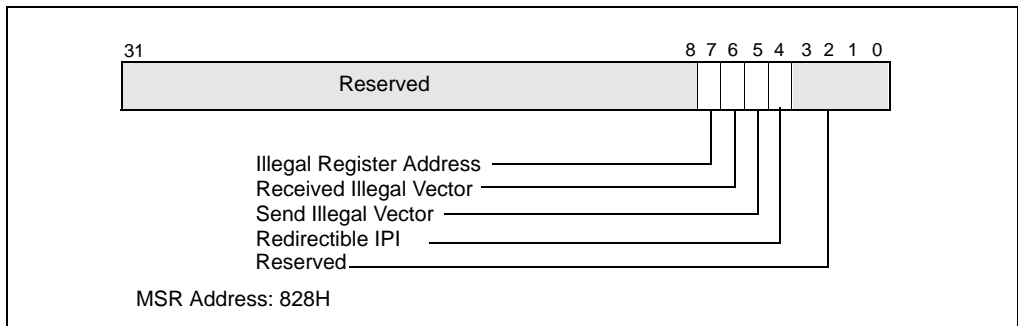 31 8 7 6 5 4 3 2 1 0
Reserved
Illegal Register Address
Received Illegal Vector
Send Illegal Vector
Redirectible IPI
Reserved
MSR Address: 828H